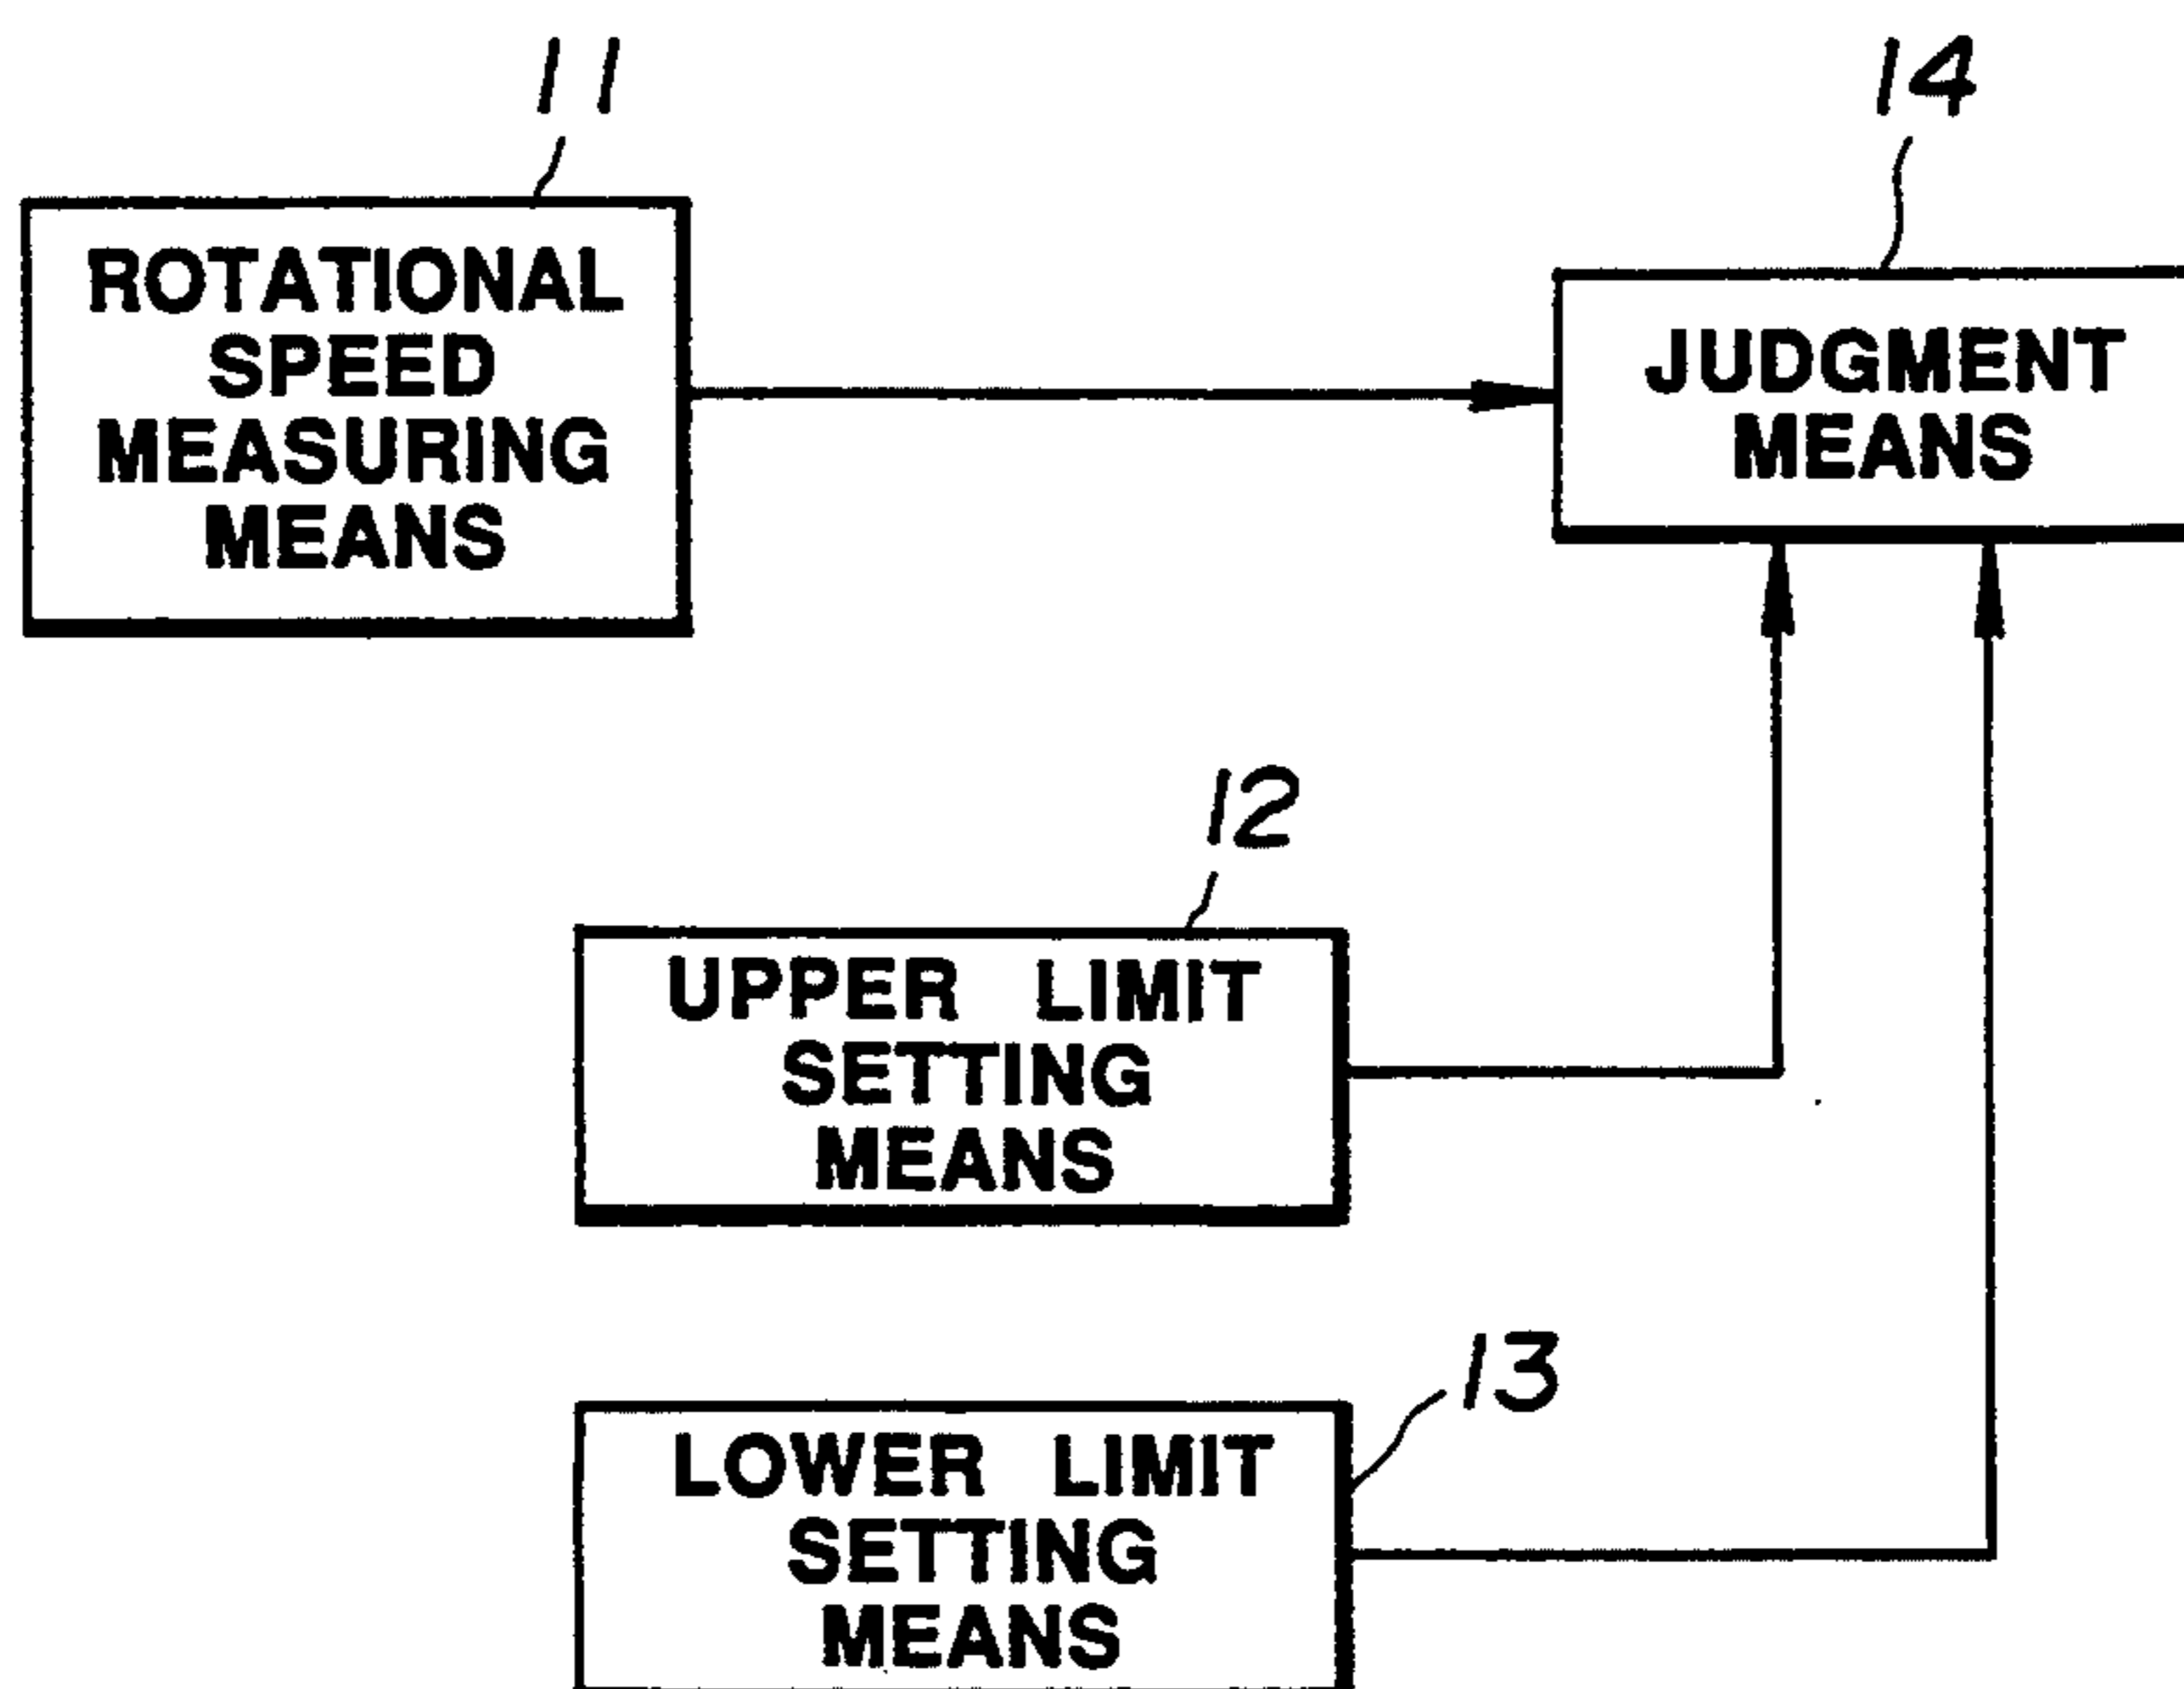 11
14
ROTATIONAL
SPEED
MEASURING
MEANS
JUDGMENT
MEANS
12
UPPER LIMIT
SETTING
MEANS
13
LOWER LIMIT
SETTING
MEANS